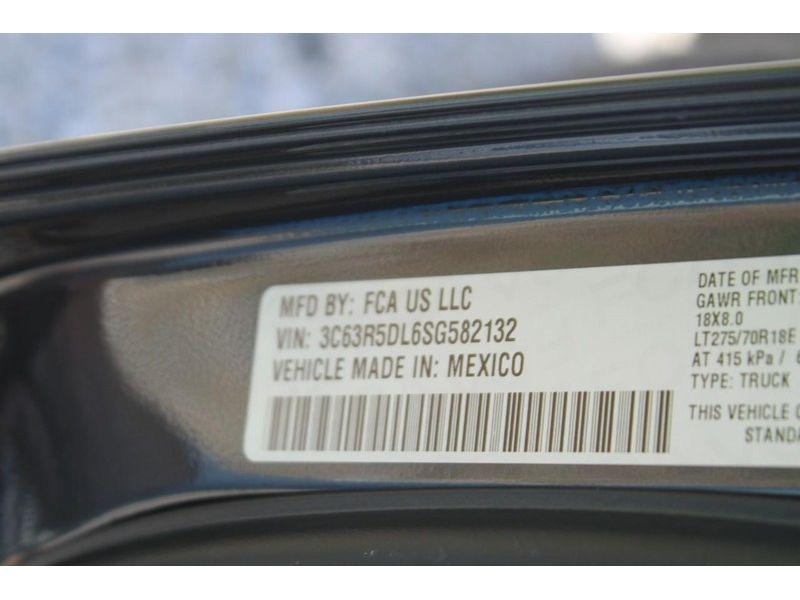 MFD BY: FCA US LLC
VIN: 3C63R5DL6SG582132
VEHICLE MADE IN: MEXICO
DATE OF MFR
GAWR FRONT
18X8.0
LT275/70R18E
AT 415 kPa /
TYPE: TRUCK
THIS VEHICLE
STANDA